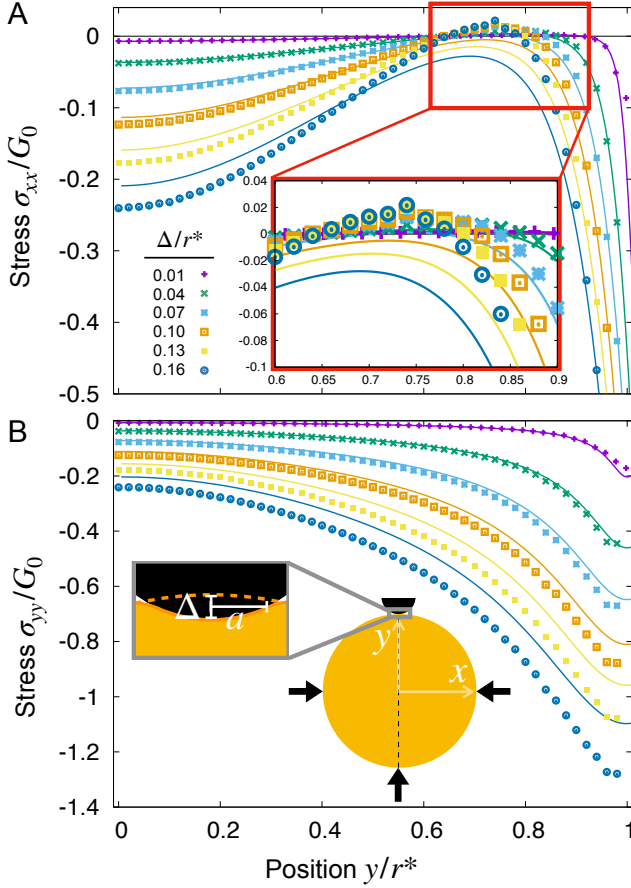 A
Stress σxx/G0
0
-0.1
-0.2
-0.3
-0.4
-0.5
Δ/r*
0.01
0.04
0.07
0.10
0.13
0.16
0.04
0.02
0
-0.02
-0.04
-0.06
-0.08
-0.1
0.6 0.65 0.7 0.75 0.8 0.85 0.9
B
Stress σyy/G0
0
-0.2
-0.4
-0.6
-0.8
-1
-1.2
-1.4
Δ a
y
x
0 0.2 0.4 0.6 0.8 1
Position y/r*